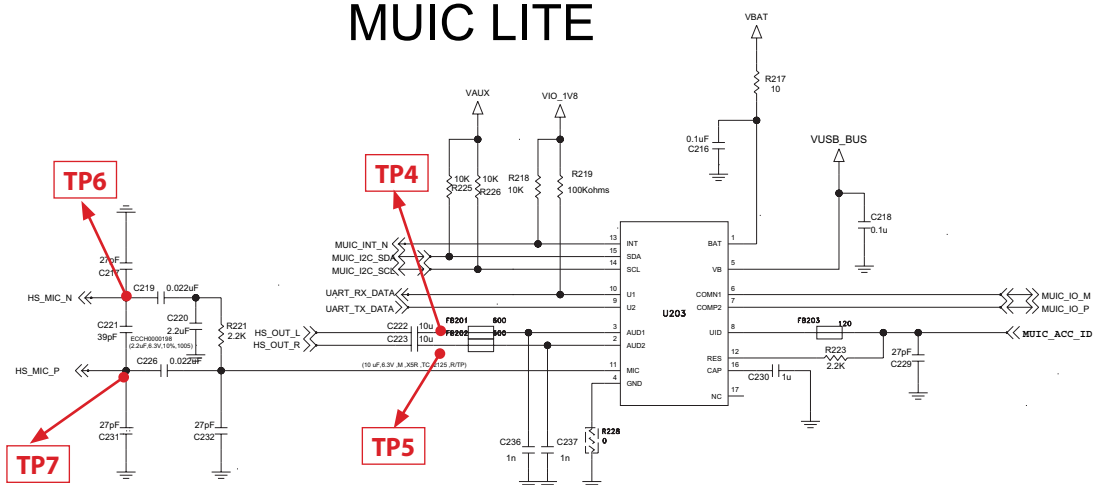 MUIC LITE
VBAT
R217
10
VAUX
VIO_1V8
0.1uF
C216
VUSB_BUS
TP6
TP4
10K
R225
10K
R226
R218
10K
R219
100Kohms
C218
0.1u
27pF
C217
MUIC_INT_N
MUIC_I2C_SDA
MUIC_I2C_SCL
13
15
14
INT
SDA
SCL
BAT
1
VB
5
HS_MIC_N
C219
0.022uF
UART_RX_DATA
UART_TX_DATA
10
9
U1
U2
COMN1
COMP2
6
7
MUIC_IO_M
MUIC_IO_P
U203
C220
2.2uF
C221
39pF
ECCH0000198
(2.2uF,6.3V,10%,1005)
R221
2.2K
HS_OUT_L
HS_OUT_R
C222
10u
C223
10u
FB201
600
FB202
600
3
2
AUD1
AUD2
UID
8
FB203
120
MUIC_ACC_ID
C226
0.022uF
HS_MIC_P
(10 uF,6.3V ,M ,X5R ,TC ,2125 ,R/TP)
11
4
MIC
GND
RES
12
CAP
16
NC
17
R223
2.2K
27pF
C229
C230
1u
27pF
C231
27pF
C232
TP7
TP5
C236
1n
C237
1n
R228
0